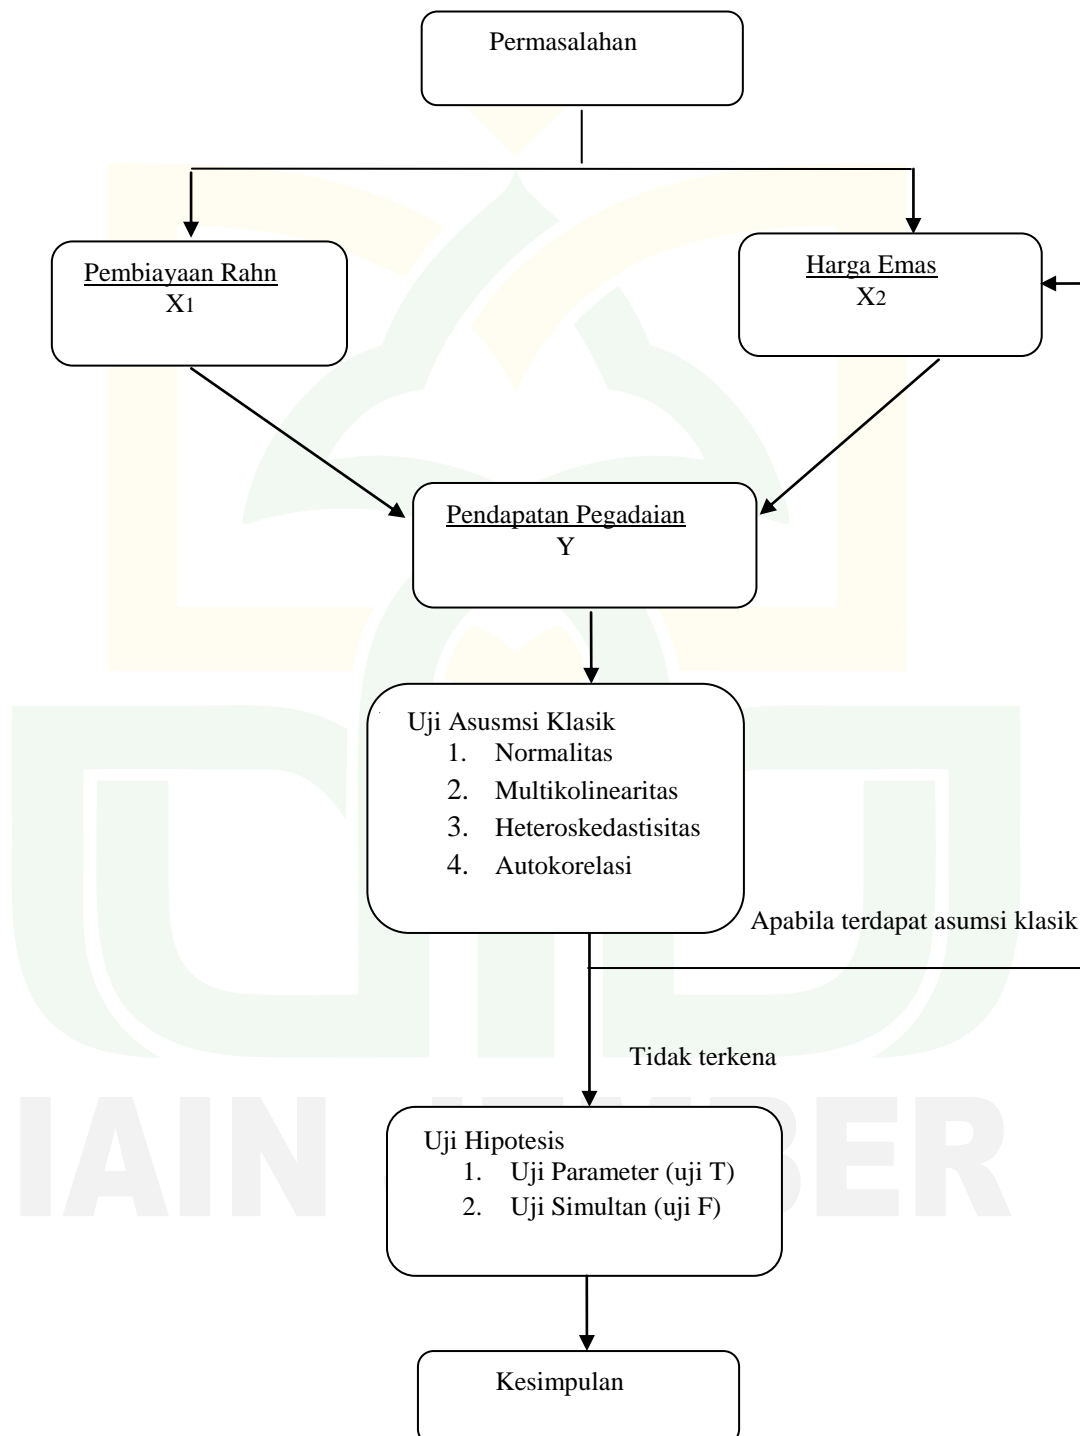 Permasalahan
Pembiayaan Rahn
X1
Harga Emas
X2
Pendapatan Pegadaian
Y
Uji Asusmsi Klasik
1. Normalitas
2. Multikolinearitas
3. Heteroskedastisitas
4. Autokorelasi
Apabila terdapat asumsi klasik
Tidak terkena
IAIN JEMBER
Uji Hipotesis
1. Uji Parameter (uji T)
2. Uji Simultan (uji F)
Kesimpulan